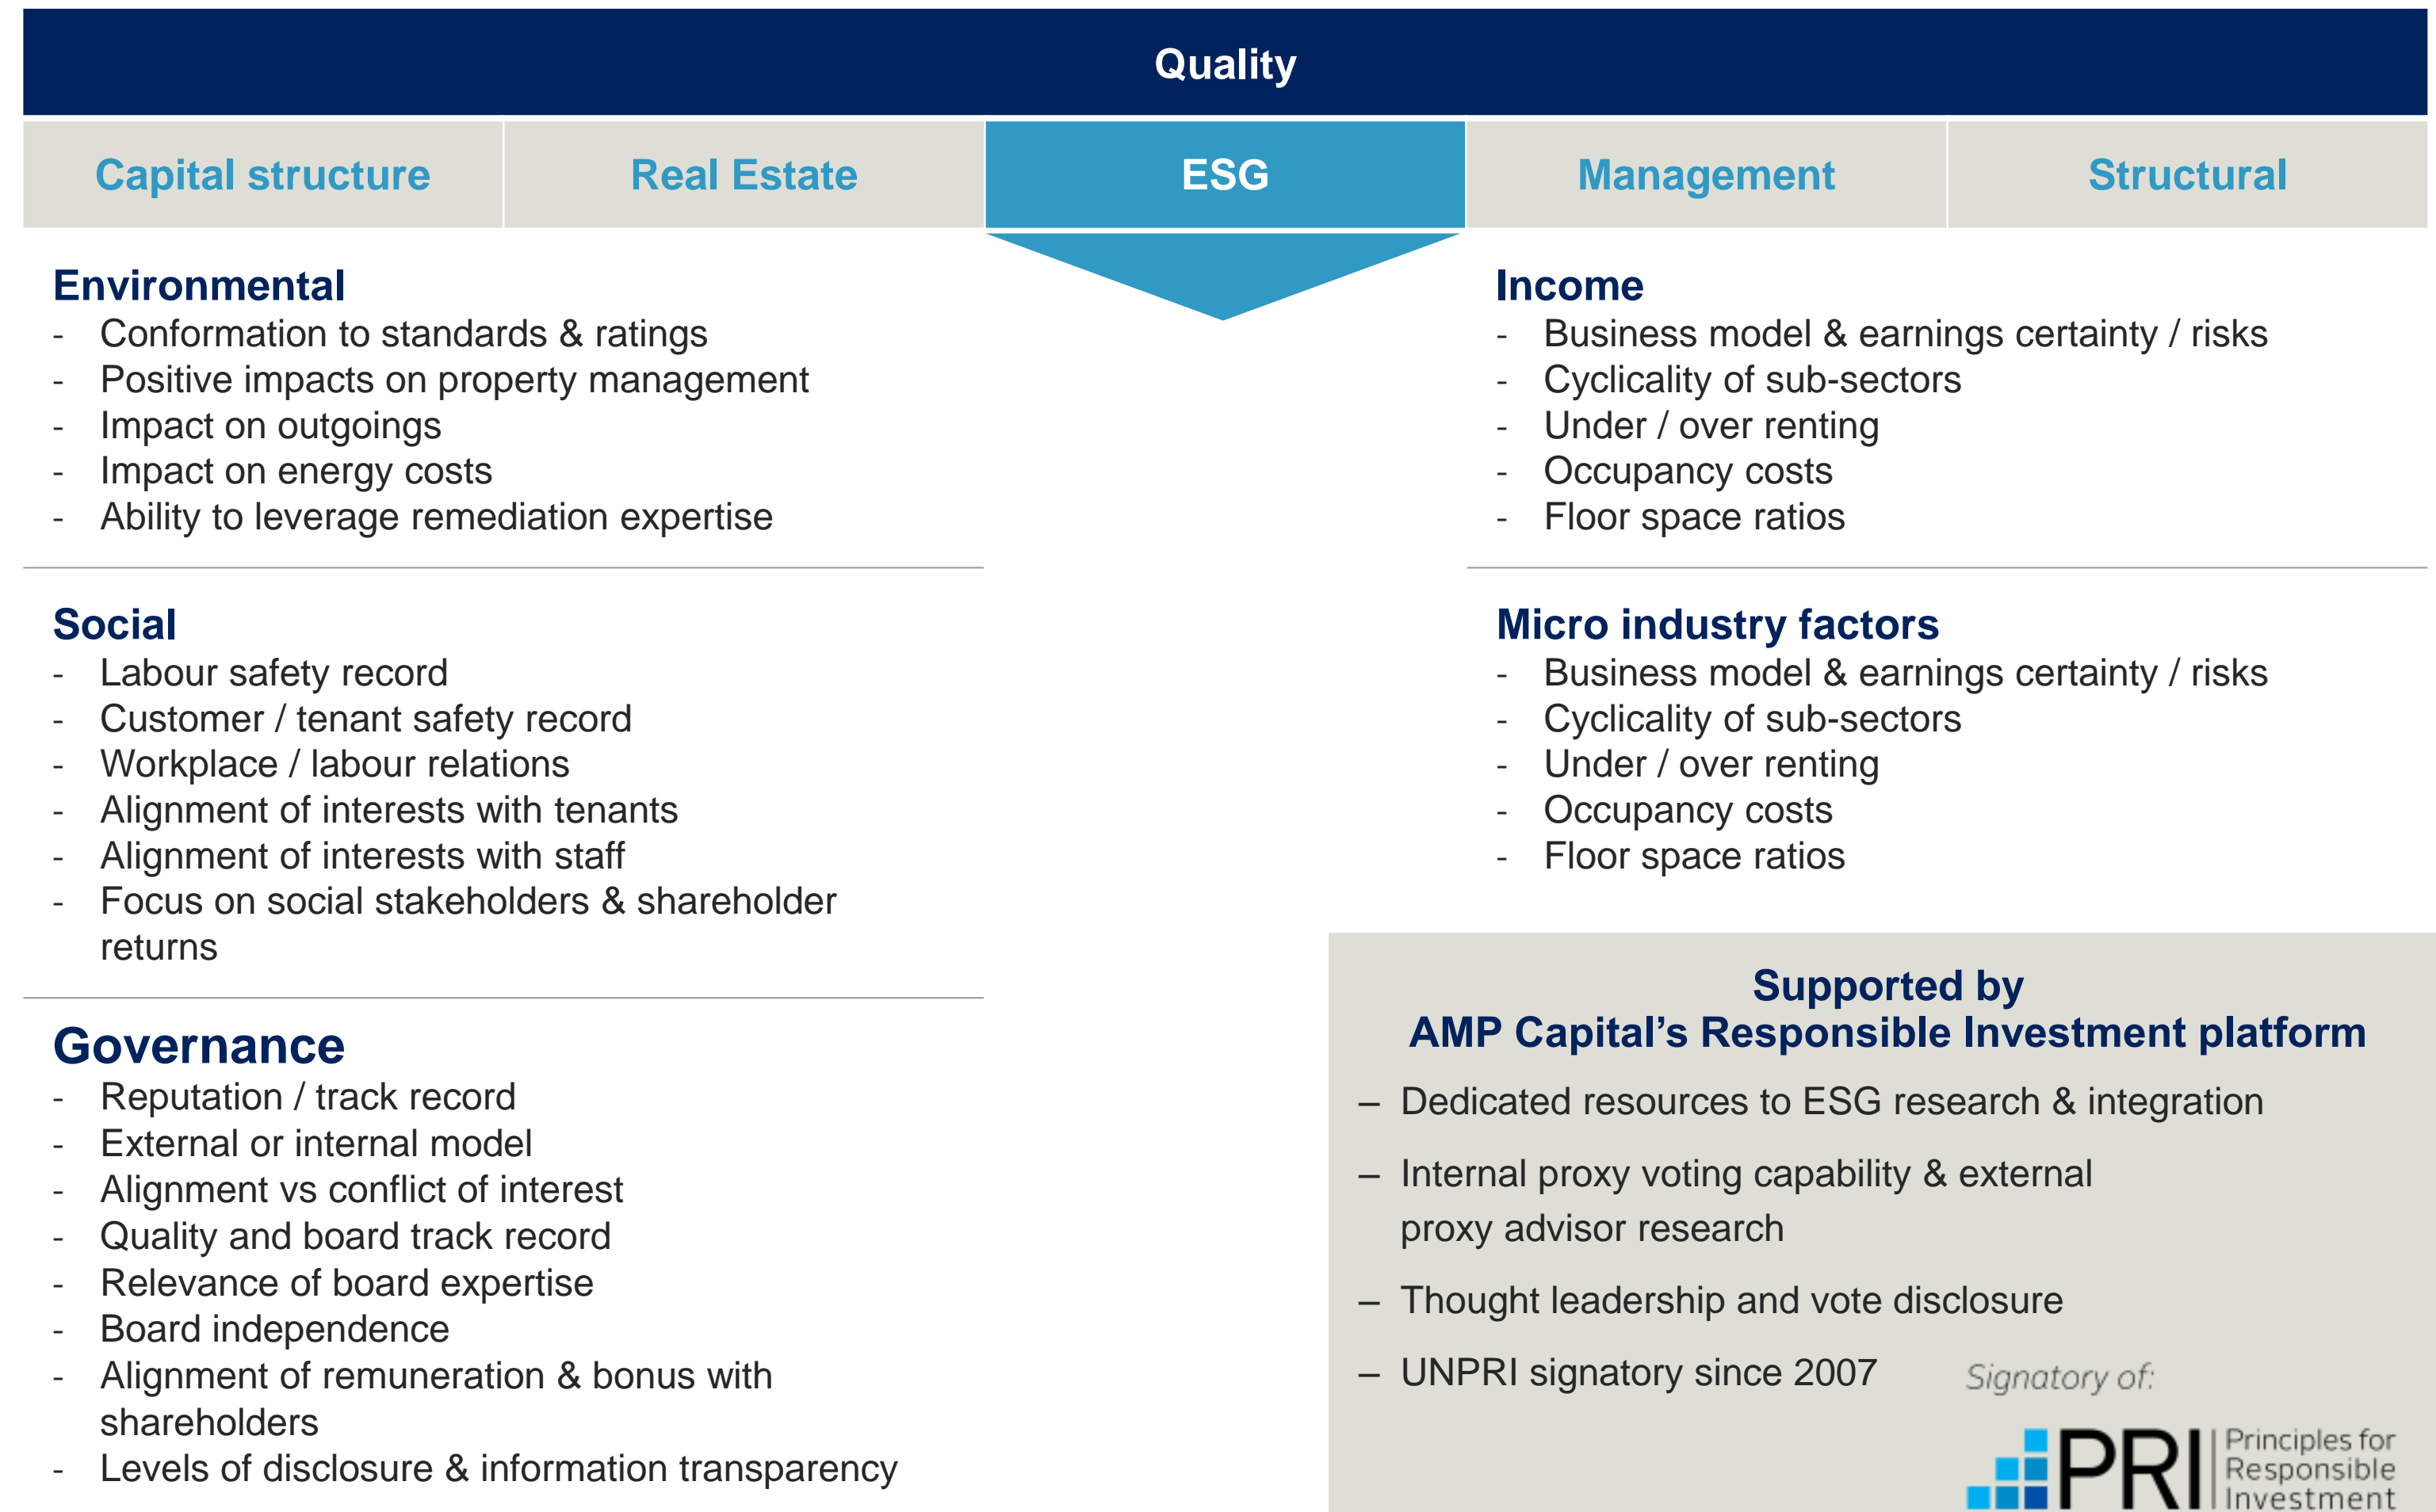 Quality
Capital structure
Real Estate
ESG
Management
Structural
Environmental
- Conformation to standards & ratings
- Positive impacts on property management
- Impact on outgoings
- Impact on energy costs
- Ability to leverage remediation expertise
Social
- Labour safety record
- Customer / tenant safety record
- Workplace / labour relations
- Alignment of interests with tenants
- Alignment of interests with staff
- Focus on social stakeholders & shareholder
returns
Governance
- Reputation / track record
- External or internal model
- Alignment vs conflict of interest
- Quality and board track record
- Relevance of board expertise
- Board independence
- Alignment of remuneration & bonus with
shareholders
- Levels of disclosure & information transparency
Income
- Business model & earnings certainty / risks
- Cyclicality of sub-sectors
- Under / over renting
- Occupancy costs
- Floor space ratios
Micro industry factors
- Business model & earnings certainty / risks
- Cyclicality of sub-sectors
- Under / over renting
- Occupancy costs
- Floor space ratios
Supported by
AMP Capital’s Responsible Investment platform
– Dedicated resources to ESG research & integration
– Internal proxy voting capability & external
proxy advisor research
– Thought leadership and vote disclosure
– UNPRI signatory since 2007
Signatory of:
PRI
Principles for
Responsible
Investment